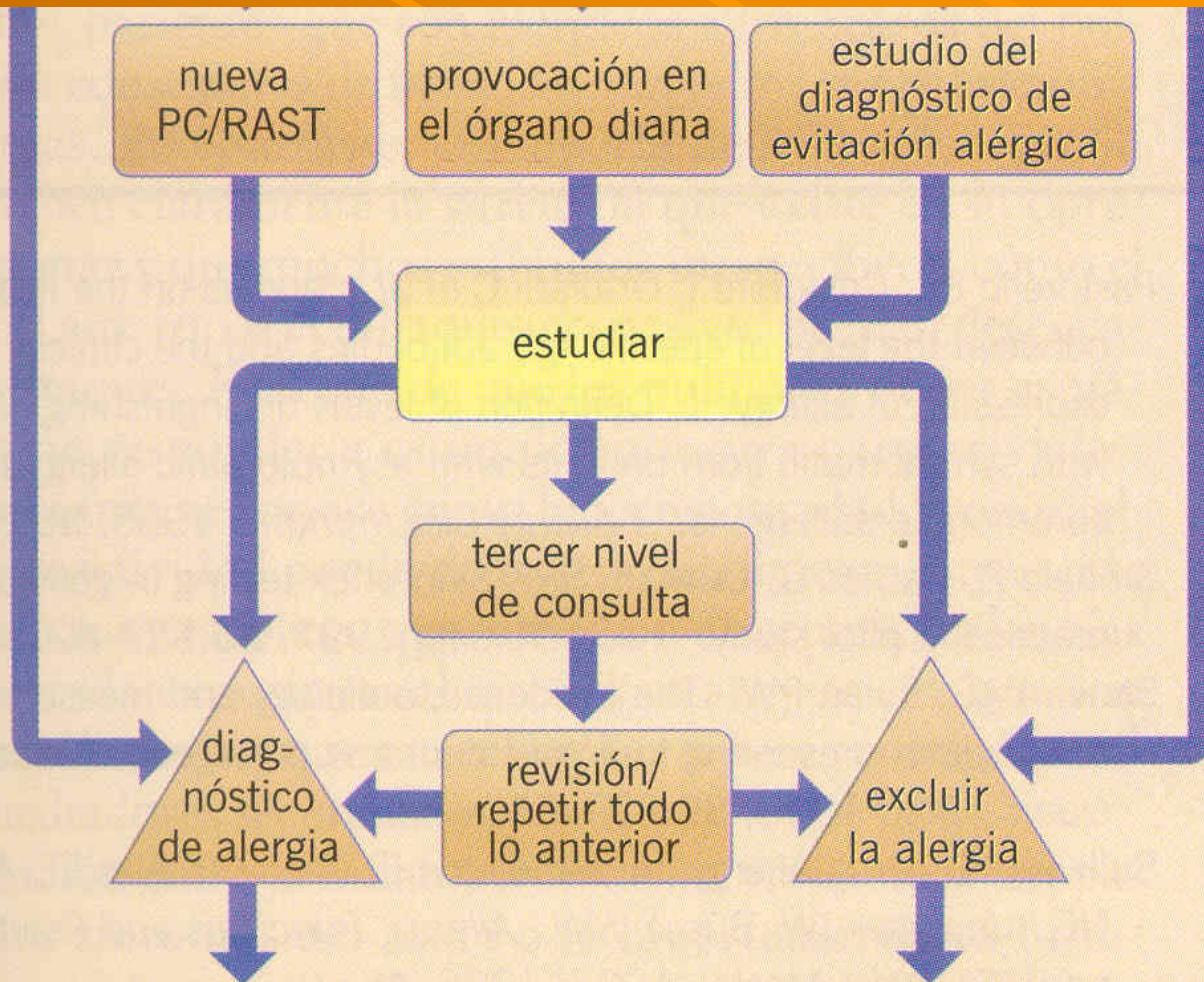 nueva
PC/RAST
provocación en
el órgano diana
estudio del
diagnóstico de
evitación alérgica
estudiar
tercer nivel
de consulta
diag-
nóstico
de alergia
revisión/
repetir todo
lo anterior
excluir
la alergia